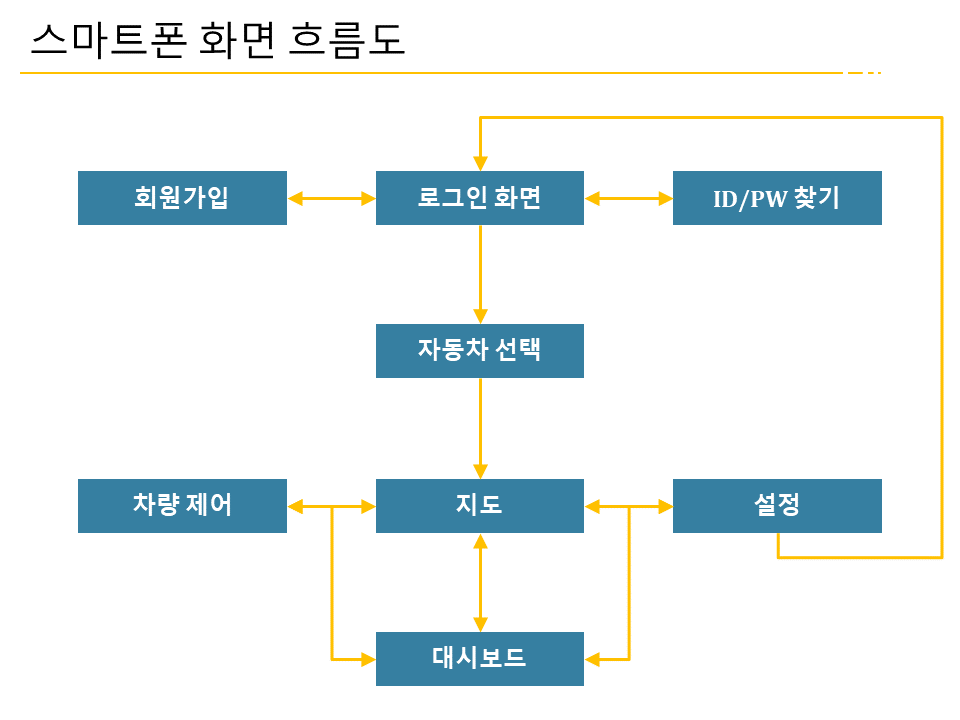 스마트폰 화면 흐름도
회원가입
로그인 화면
ID/PW 찾기
자동차 선택
차량 제어
지도
설정
대시보드